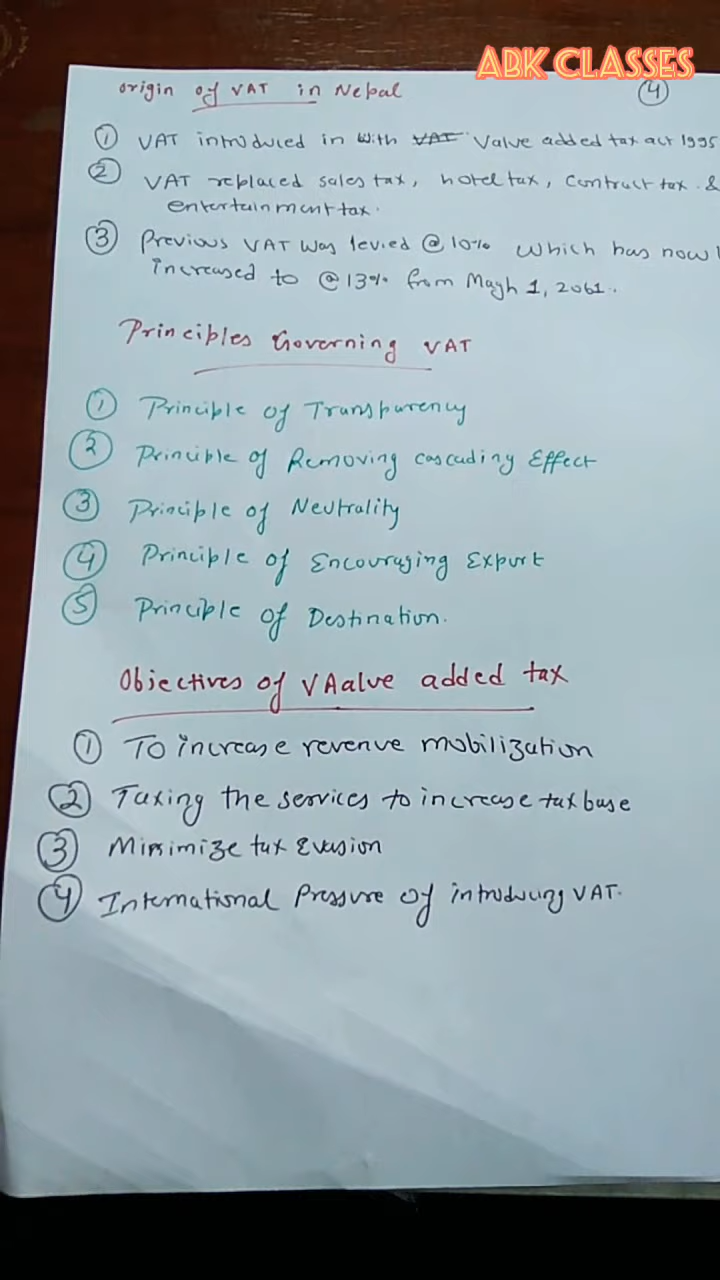 ABK CLASSES
origin of VAT in Nepal
4
① VAT introduced in with VAT Value added tax act 1995
② VAT replaced sales tax, hotel tax, contract tax. &
entertainment tax.
③ Previous VAT was levied @ 10% which has now
increased to @ 13% from Magh 1, 2061.
Principles Governing VAT
① Principle of Transparency
② Principle of Removing cascading Effect
③ Principle of Neutrality
④ Principle of Encouraging Export
⑤ Principle of Destination.
Objectives of VAalve added tax
① To increase revenue mobilization
② Taxing the services to increase tax base
③ Minimize tax Evasion
④ International Pressure of introducing VAT.